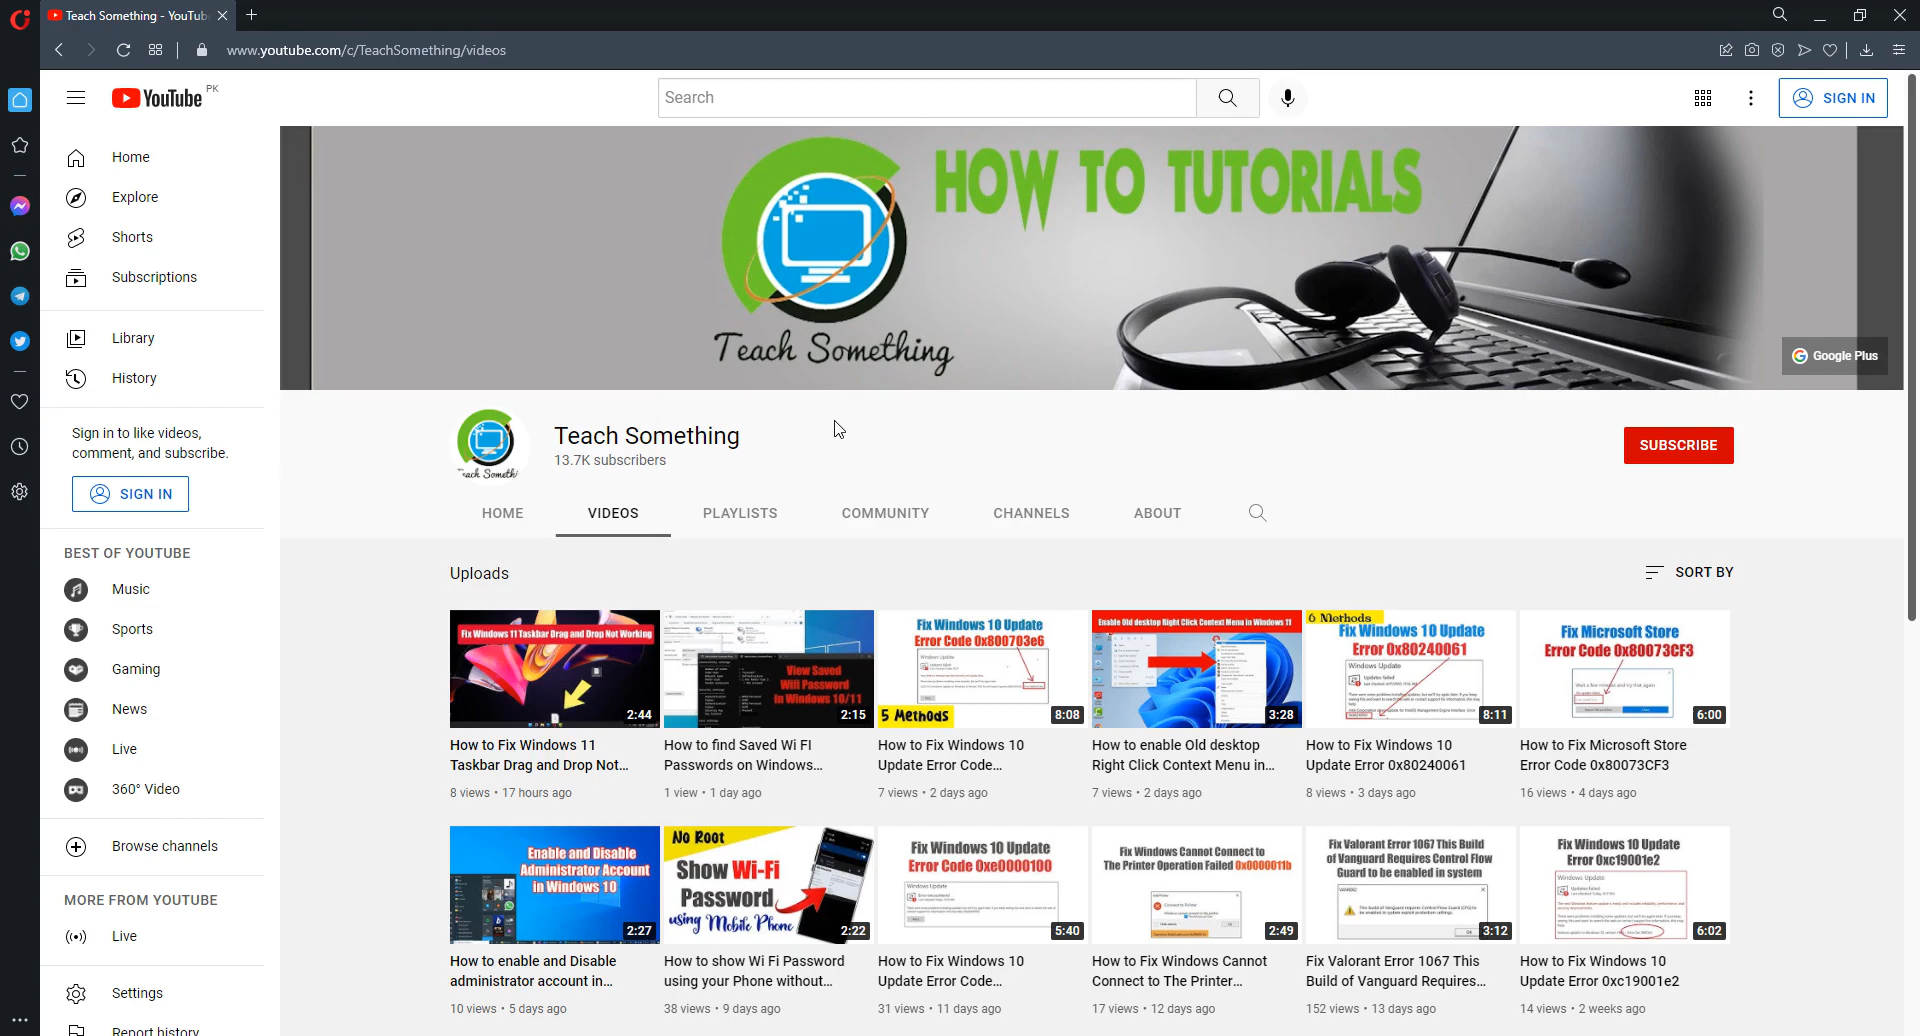 Teach Something - YouTub
www.youtube.com/c/TeachSomething/videos
YouTube PK
Search
SIGN IN
Home
Explore
Shorts
Subscriptions
Library
History
Sign in to like videos,
comment, and subscribe.
SIGN IN
BEST OF YOUTUBE
Music
Sports
Gaming
News
Live
360° Video
Browse channels
MORE FROM YOUTUBE
Live
Settings
Report history
HOW TO TUTORIALS
Teach Something
Google Plus
Teach Something
13.7K subscribers
SUBSCRIBE
HOME VIDEOS PLAYLISTS COMMUNITY CHANNELS ABOUT
Uploads
SORT BY
Fix Windows 11 Taskbar Drag and Drop Not Working
2:44
How to Fix Windows 11
Taskbar Drag and Drop Not...
8 views • 17 hours ago
View Saved
Wifi Password
in Windows 10/11
2:15
How to find Saved Wi FI
Passwords on Windows...
1 view • 1 day ago
Fix Windows 10 Update
Error Code 0x800703e6
Windows Update
5 Methods
8:08
How to Fix Windows 10
Update Error Code...
7 views • 2 days ago
Enable Old desktop Right Click Context Menu in Windows 11
3:28
How to enable Old desktop
Right Click Context Menu in...
7 views • 2 days ago
6 Methods
Fix Windows 10 Update
Error 0x80240061
Windows Update
Updates failed
8:11
How to Fix Windows 10
Update Error 0x80240061
8 views • 3 days ago
Fix Microsoft Store
Error Code 0x80073CF3
Wait a few minutes and try that again
6:00
How to Fix Microsoft Store
Error Code 0x80073CF3
16 views • 4 days ago
Enable and Disable
Administrator Account
in Windows 10
2:27
How to enable and Disable
administrator account in...
10 views • 5 days ago
No Root
Show Wi-Fi
Password
using Mobile Phone
2:22
How to show Wi Fi Password
using your Phone without...
38 views • 9 days ago
Fix Windows 10 Update
Error Code 0xe0000100
Windows Update
5:40
How to Fix Windows 10
Update Error Code...
31 views • 11 days ago
Fix Windows Cannot Connect to
The Printer Operation Failed 0x0000011b
2:49
How to Fix Windows Cannot
Connect to The Printer...
17 views • 12 days ago
Fix Valorant Error 1067 This Build
of Vanguard Requires Control Flow
Guard to be enabled in system
3:12
Fix Valorant Error 1067 This
Build of Vanguard Requires...
152 views • 13 days ago
Fix Windows 10 Update
Error 0xc19001e2
Windows Update
6:02
How to Fix Windows 10
Update Error 0xc19001e2
14 views • 2 weeks ago